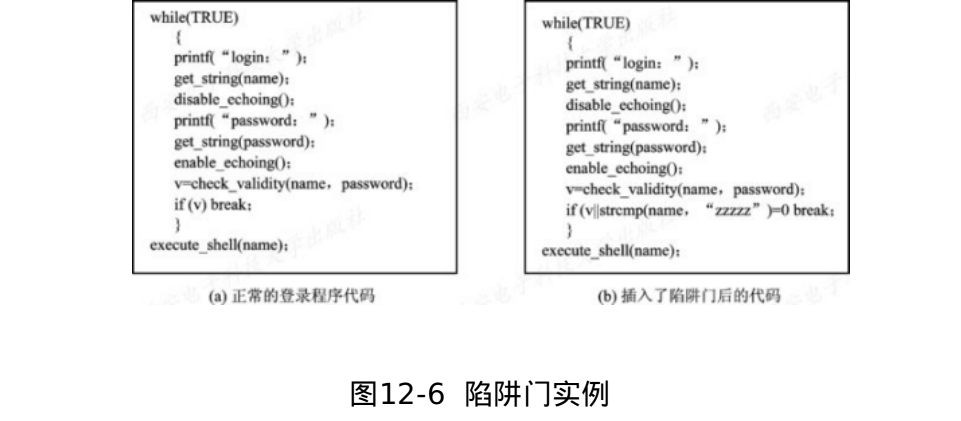 while(TRUE)
{
printf(“login：”)；
get_string(name)；
disable_echoing()；
printf(“password：”)；
get_string(password)；
enable_echoing()；
v=check_validity(name，password)；
if (v) break；
}
execute_shell(name)；
(a) 正常的登录程序代码
while(TRUE)
{
printf(“login：”)；
get_string(name)；
disable_echoing()；
printf(“password：”)；
get_string(password)；
enable_echoing()；
v=check_validity(name，password)；
if (v||strcmp(name，“zzzzz”)=0 break；
}
execute_shell(name)；
(b) 插入了陷阱门后的代码
图12-6 陷阱门实例